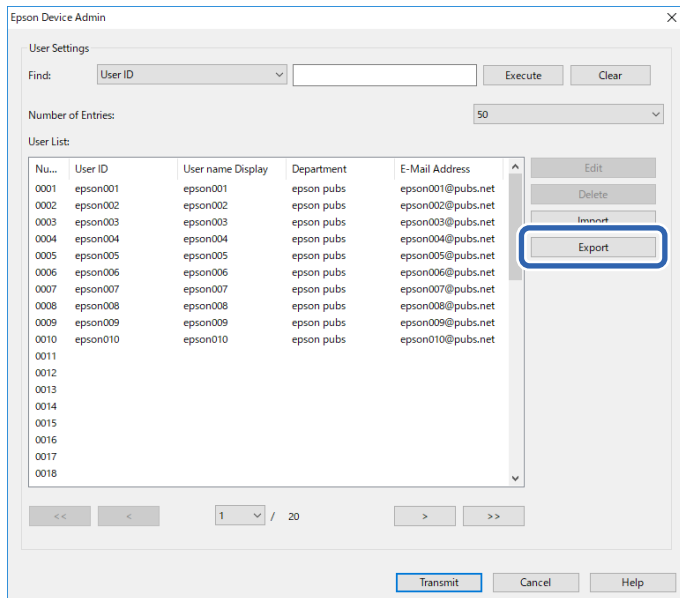 Epson Device Admin
User Settings
Find: User ID Execute Clear
Number of Entries: 50
User List:
Nu... User ID User name Display Department E-Mail Address Edit
0001 epson001 epson001 epson pubs epson001@pubs.net
0002 epson002 epson002 epson pubs epson002@pubs.net Delete
0003 epson003 epson003 epson pubs epson003@pubs.net Import
0004 epson004 epson004 epson pubs epson004@pubs.net
0005 epson005 epson005 epson pubs epson005@pubs.net Export
0006 epson006 epson006 epson pubs epson006@pubs.net
0007 epson007 epson007 epson pubs epson007@pubs.net
0008 epson008 epson008 epson pubs epson008@pubs.net
0009 epson009 epson009 epson pubs epson009@pubs.net
0010 epson010 epson010 epson pubs epson010@pubs.net
0011
0012
0013
0014
0015
0016
0017
0018
<< < 1 / 20 > >>
Transmit Cancel Help